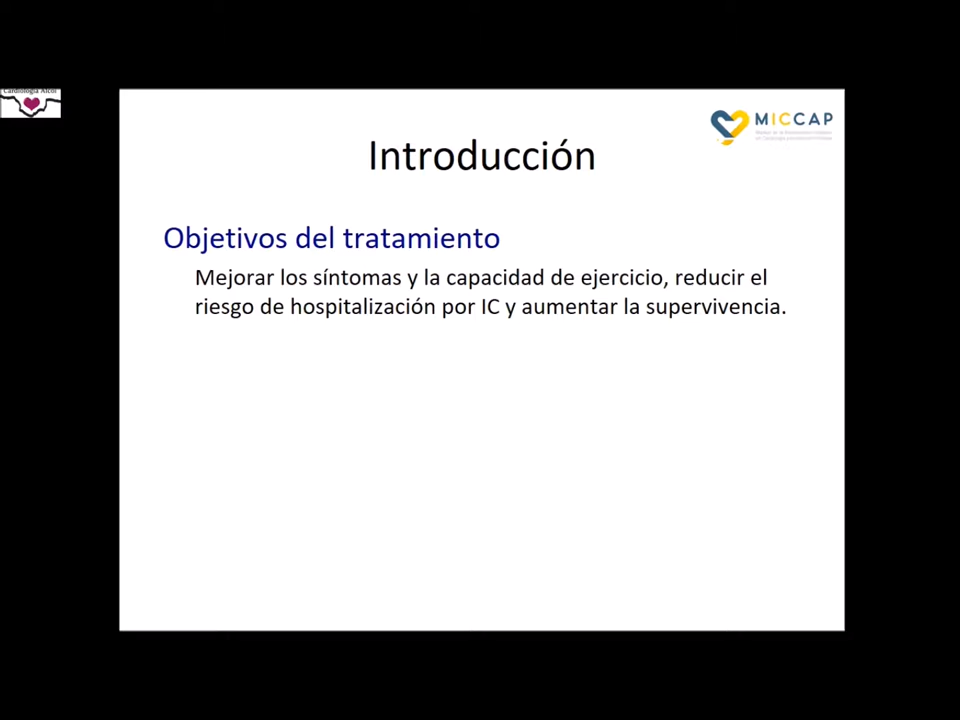 Cardiología Alcoi
MICCAP
Introducción
Objetivos del tratamiento
Mejorar los síntomas y la capacidad de ejercicio, reducir el
riesgo de hospitalización por IC y aumentar la supervivencia.